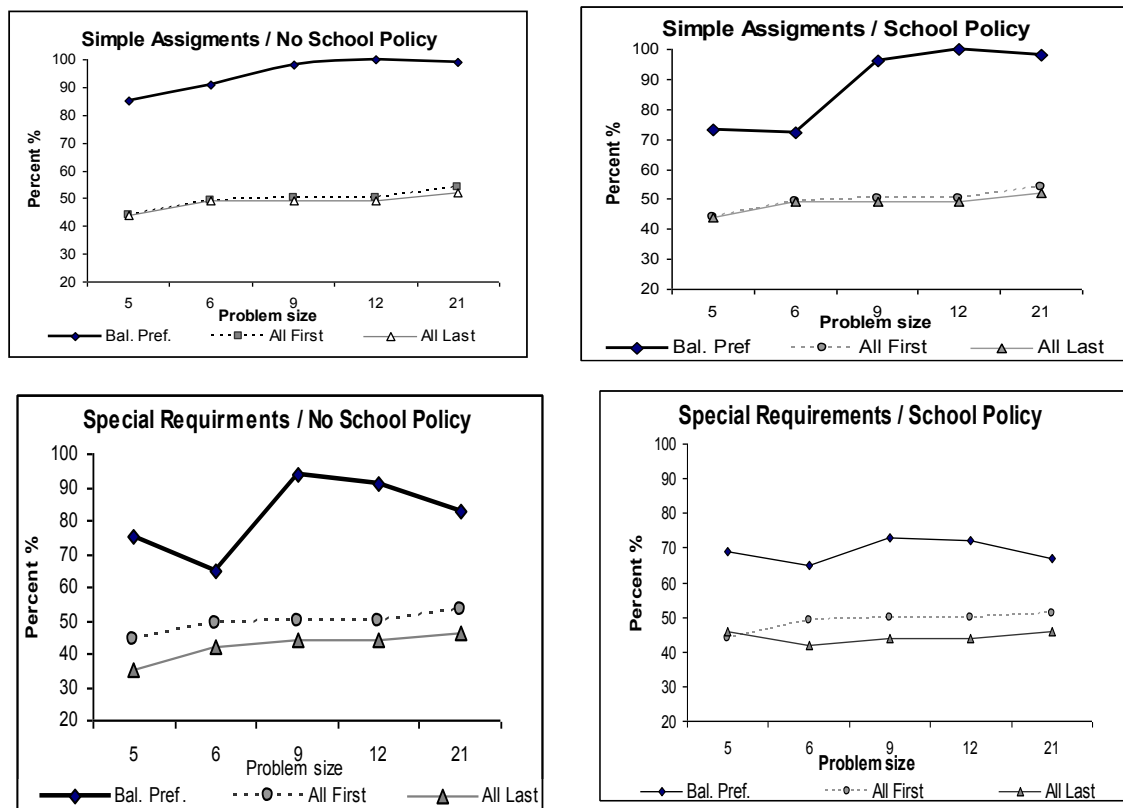 Simple Assigments / No School Policy
Percent %
100
90
80
70
60
50
40
30
20
5 6 9 12 21
Problem size
Bal. Pref. All First All Last
Simple Assigments / School Policy
Percent %
100
90
80
70
60
50
40
30
20
5 6 9 12 21
Problem size
Bal. Pref All First All Last
Special Requirments / No School Policy
Percent %
100
90
80
70
60
50
40
30
20
5 6 9 12 21
Problem size
Bal. Pref. All First All Last
Special Requirements / School Policy
Percent %
100
90
80
70
60
50
40
30
20
5 6 9 12 21
Problem size
Bal. Pref. All First All Last